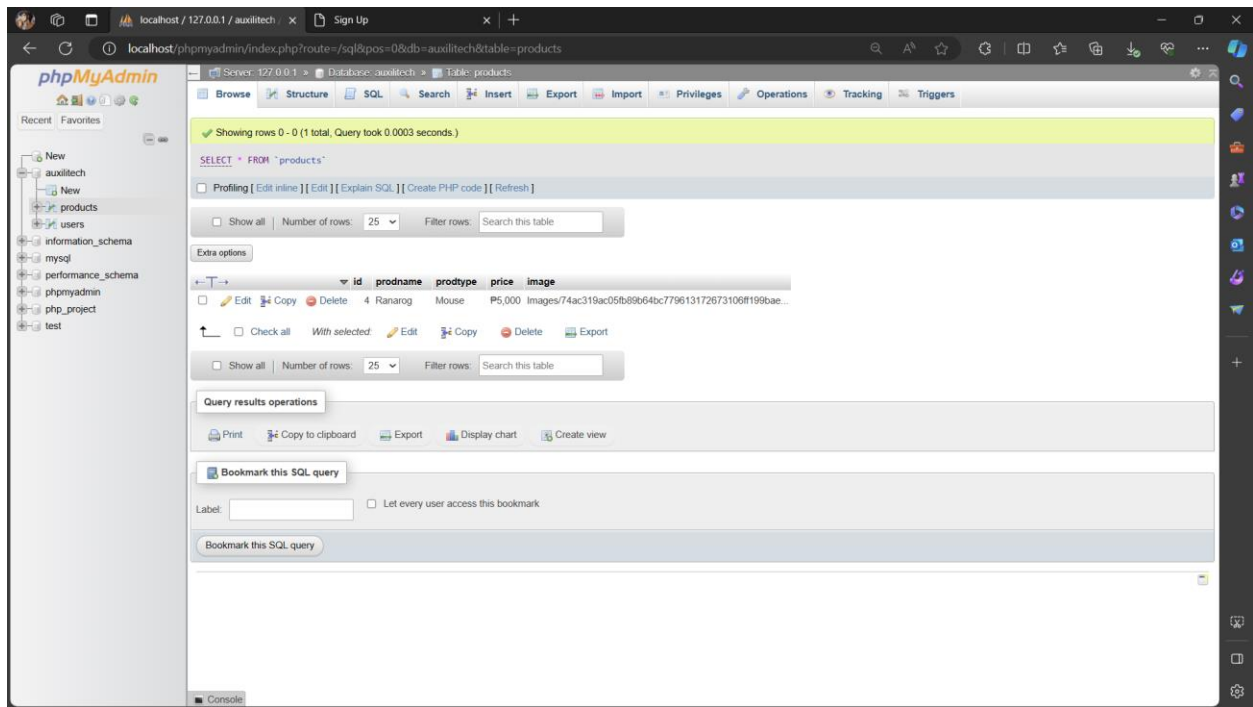 localhost / 127.0.0.1 / auxilitech /
Sign Up
localhost/phpmyadmin/index.php?route=/sql&pos=0&db=auxilitech&table=products
phpMyAdmin
Recent Favorites
New
auxilitech
New
products
users
information_schema
mysql
performance_schema
phpmyadmin
php_project
test
Server: 127.0.0.1 » Database: auxilitech » Table: products
Browse Structure SQL Search Insert Export Import Privileges Operations Tracking Triggers
Showing rows 0 - 0 (1 total, Query took 0.0003 seconds.)
SELECT * FROM `products`
Profiling [ Edit inline ] [ Edit ] [ Explain SQL ] [ Create PHP code ] [ Refresh ]
Show all | Number of rows: 25 Filter rows: Search this table
Extra options
←T→ id prodname prodtype price image
Edit Copy Delete 4 Ranarog Mouse ₱5,000 Images/74ac319ac05fb89b64bc779613172673106ff199bae...
Check all With selected: Edit Copy Delete Export
Show all | Number of rows: 25 Filter rows: Search this table
Query results operations
Print Copy to clipboard Export Display chart Create view
Bookmark this SQL query
Label: Let every user access this bookmark
Bookmark this SQL query
Console